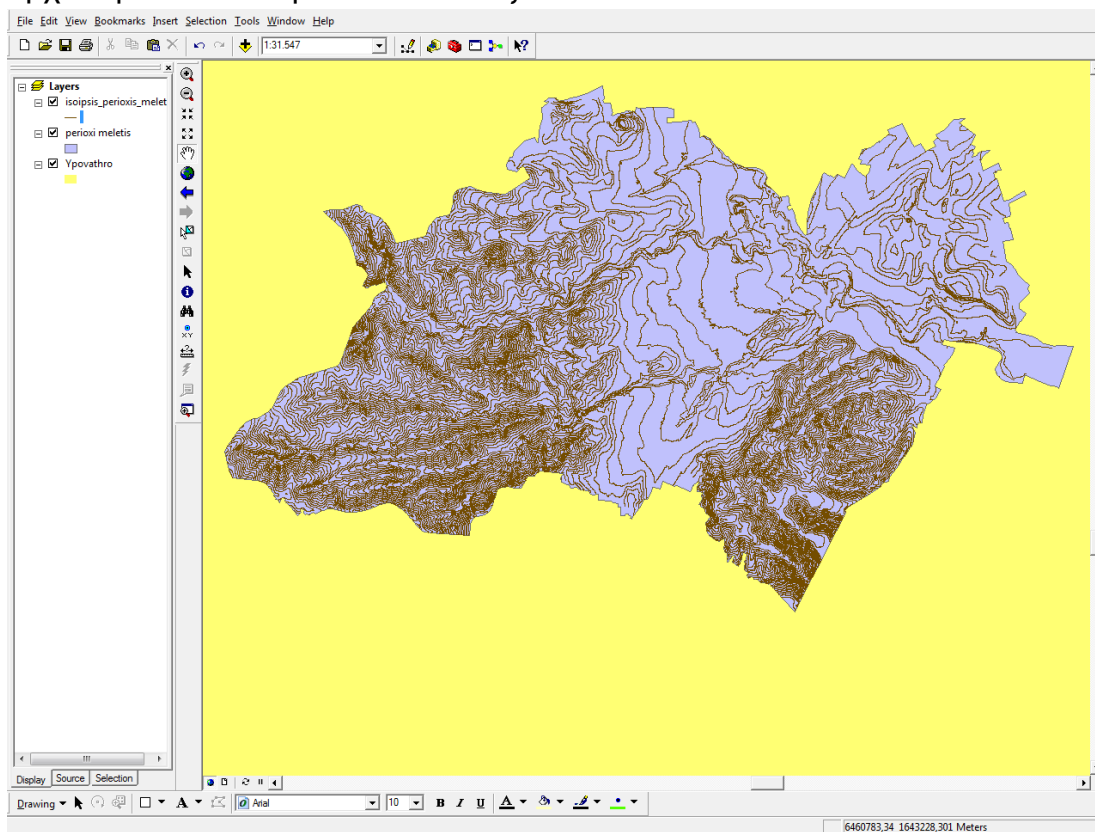 File Edit View Bookmarks Insert Selection Tools Window Help
1:31.547
Layers
isoipsis_perioxis_melet
perioxi meletis
Ypovathro
Display Source Selection
Drawing A Arial 10 B I U A
6460783,34 1643228,301 Meters